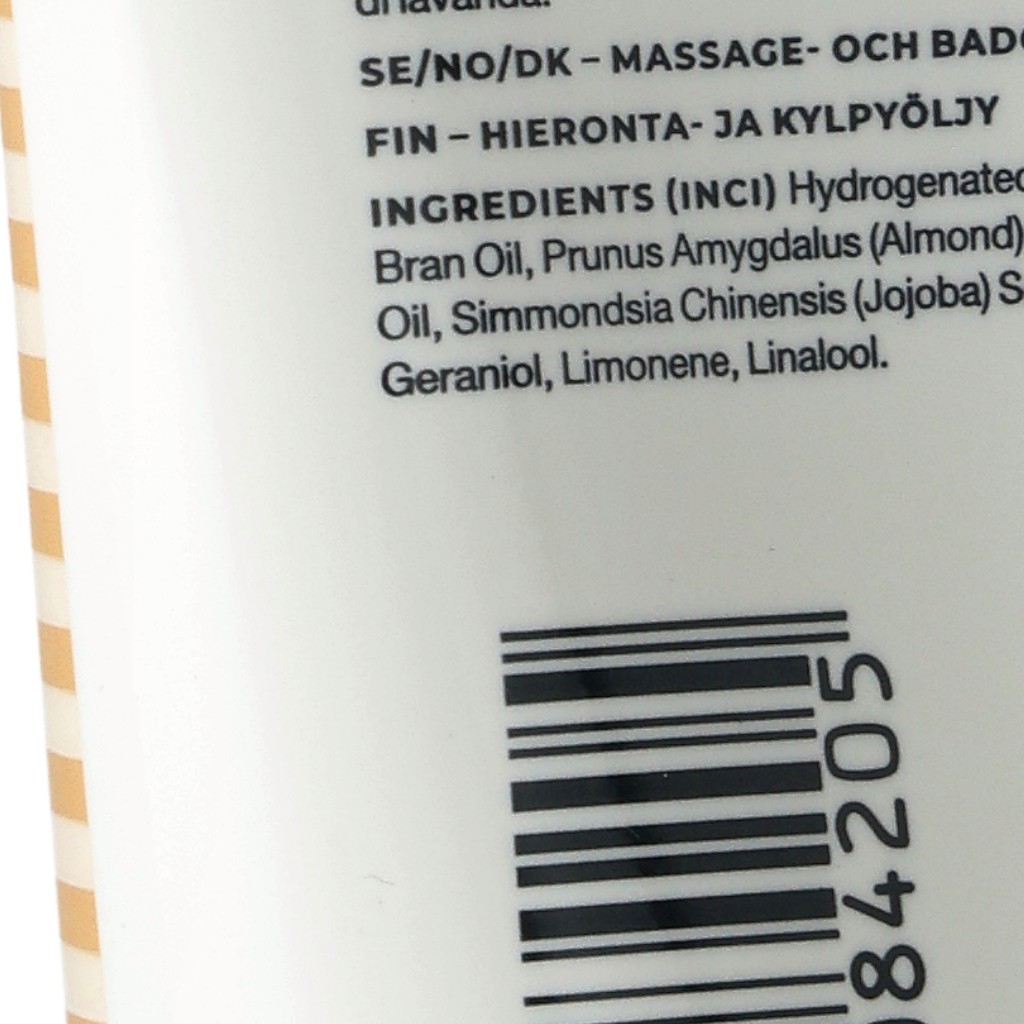 SE/NO/DK – MASSAGE- OCH
FIN – HIERONTA- JA KYLPYÖLJY
INGREDIENTS (INCI) Hydrogenated
Bran Oil, Prunus Amygdalus (Almond)
Oil, Simmondsia Chinensis (Jojoba)
Geraniol, Limonene, Linalool.
84205